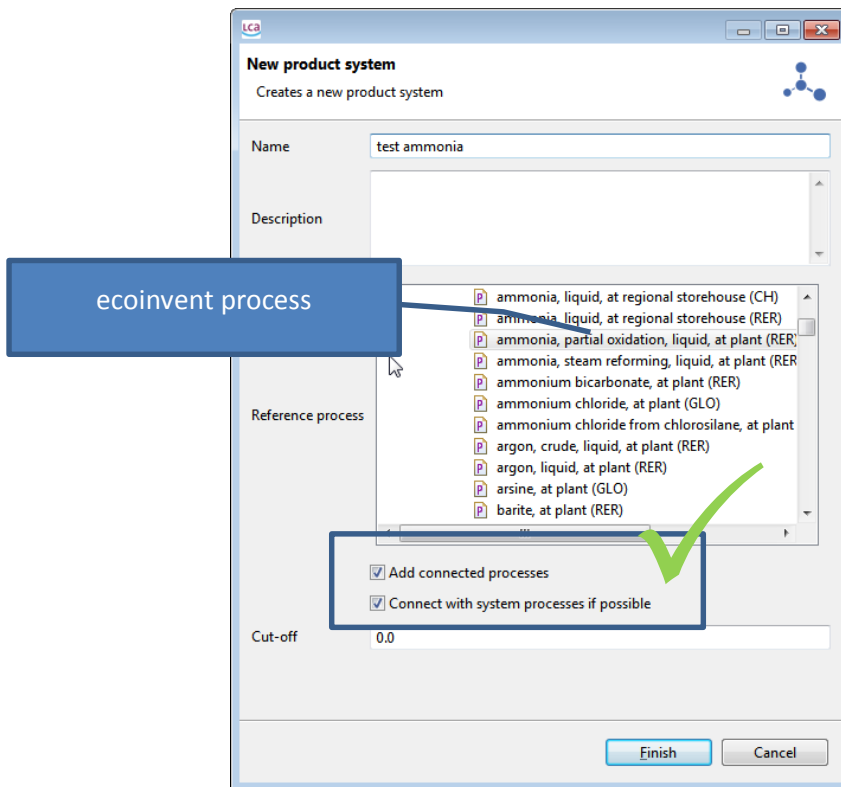 LCA
New product system
Creates a new product system
Name
test ammonia
Description
ecoinvent process
Reference process
P ammonia, liquid, at regional storehouse (CH)
P ammonia, liquid, at regional storehouse (RER)
P ammonia, partial oxidation, liquid, at plant (RER)
P ammonia, steam reforming, liquid, at plant (RER
P ammonium bicarbonate, at plant (RER)
P ammonium chloride, at plant (GLO)
P ammonium chloride from chlorosilane, at plant
P argon, crude, liquid, at plant (RER)
P argon, liquid, at plant (RER)
P arsine, at plant (GLO)
P barite, at plant (RER)
Add connected processes
Connect with system processes if possible
Cut-off
0.0
Finish
Cancel